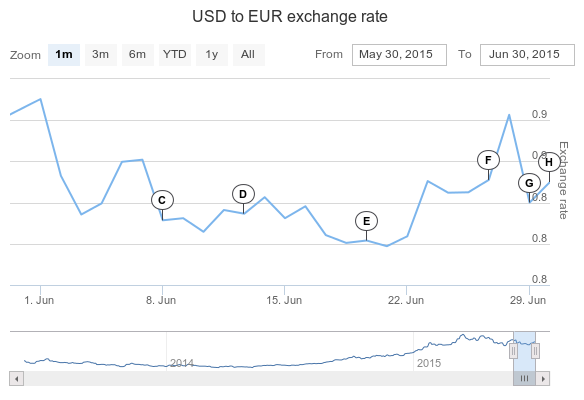 USD to EUR exchange rate
Zoom 1m 3m 6m YTD 1y All From May 30, 2015 To Jun 30, 2015
0.9
0.9
0.8
0.8
0.8
Exchange rate
C
D
E
F
G
H
1. Jun 8. Jun 15. Jun 22. Jun 29. Jun
2014 2015